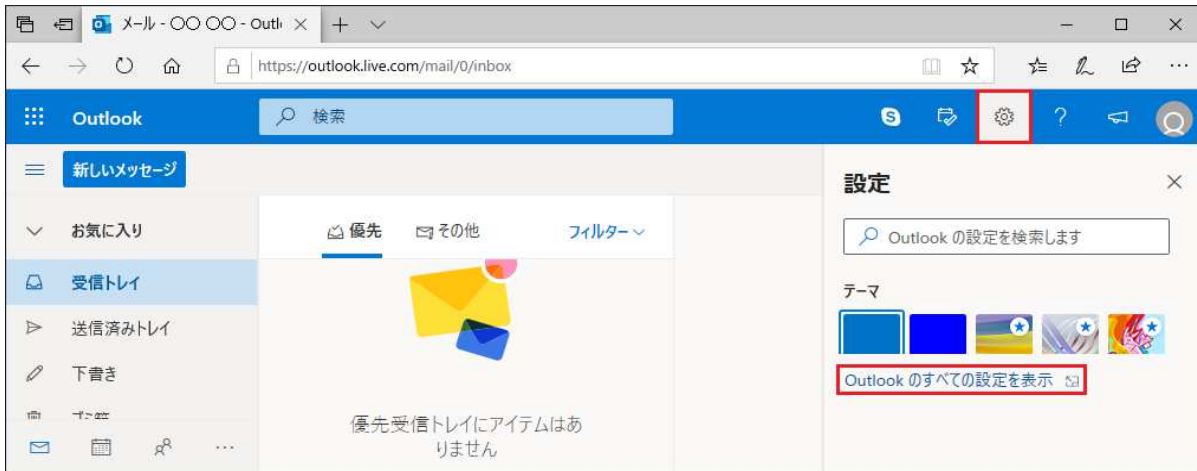 メール - 〇〇 〇〇 - Outl
https://outlook.live.com/mail/0/inbox
Outlook
検索
新しいメッセージ
設定
お気に入り
優先
その他
フィルター
Outlook の設定を検索します
受信トレイ
テーマ
送信済みトレイ
下書き
Outlook のすべての設定を表示
優先受信トレイにアイテムはあ
りません